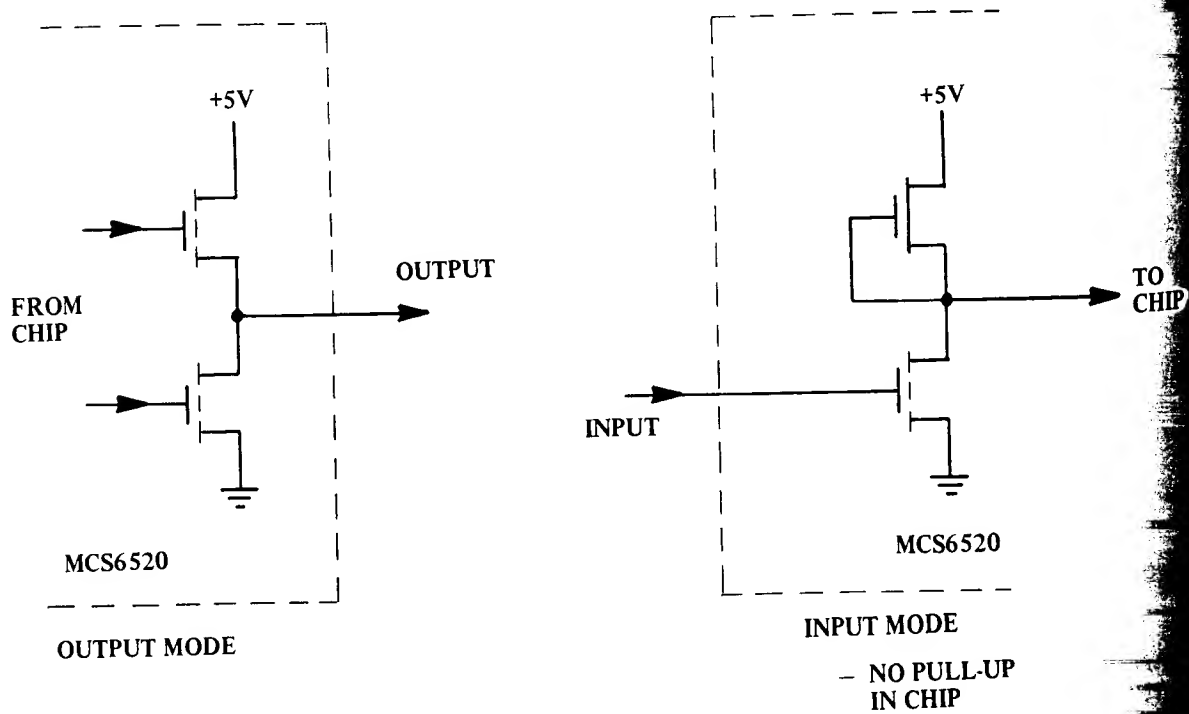 +5V
FROM
CHIP
OUTPUT
MCS6520
OUTPUT MODE
+5V
TO
CHIP
INPUT
MCS6520
INPUT MODE
– NO PULL-UP
IN CHIP